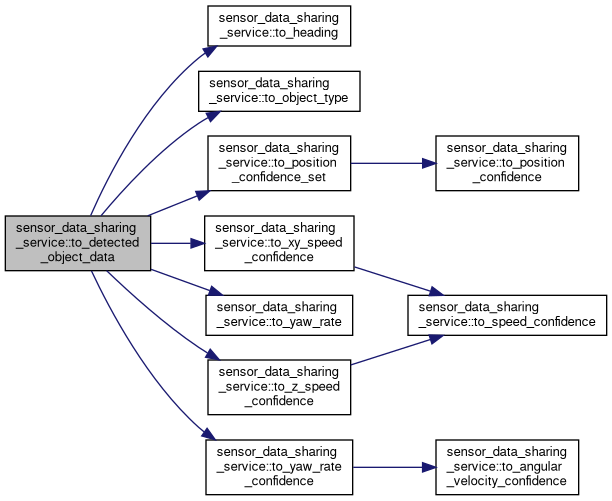 sensor_data_sharing
_service::to_detected
_object_data
sensor_data_sharing
_service::to_heading
sensor_data_sharing
_service::to_object_type
sensor_data_sharing
_service::to_position
_confidence_set
sensor_data_sharing
_service::to_position
_confidence
sensor_data_sharing
_service::to_xy_speed
_confidence
sensor_data_sharing
_service::to_yaw_rate
sensor_data_sharing
_service::to_speed_confidence
sensor_data_sharing
_service::to_z_speed
_confidence
sensor_data_sharing
_service::to_yaw_rate
_confidence
sensor_data_sharing
_service::to_angular
_velocity_confidence